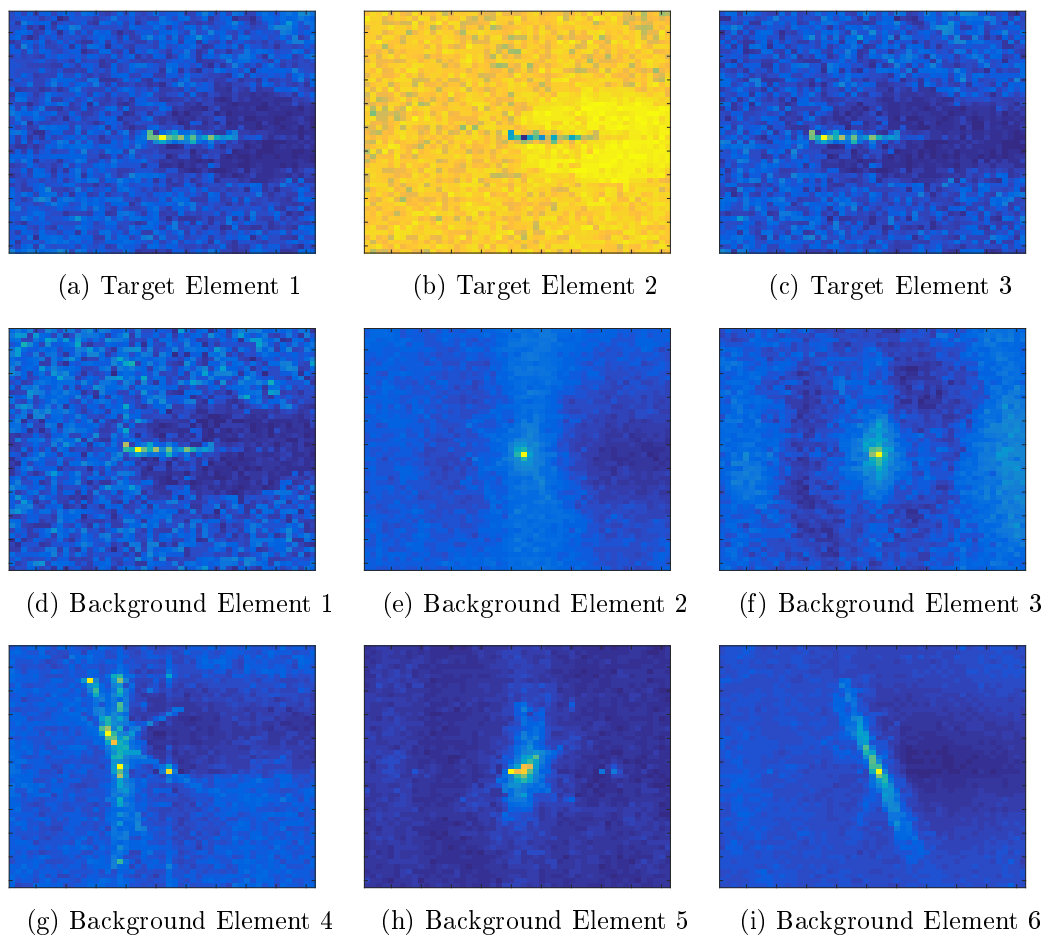 (a) Target Element 1
(b) Target Element 2
(c) Target Element 3
(d) Background Element 1
(e) Background Element 2
(f) Background Element 3
(g) Background Element 4
(h) Background Element 5
(i) Background Element 6